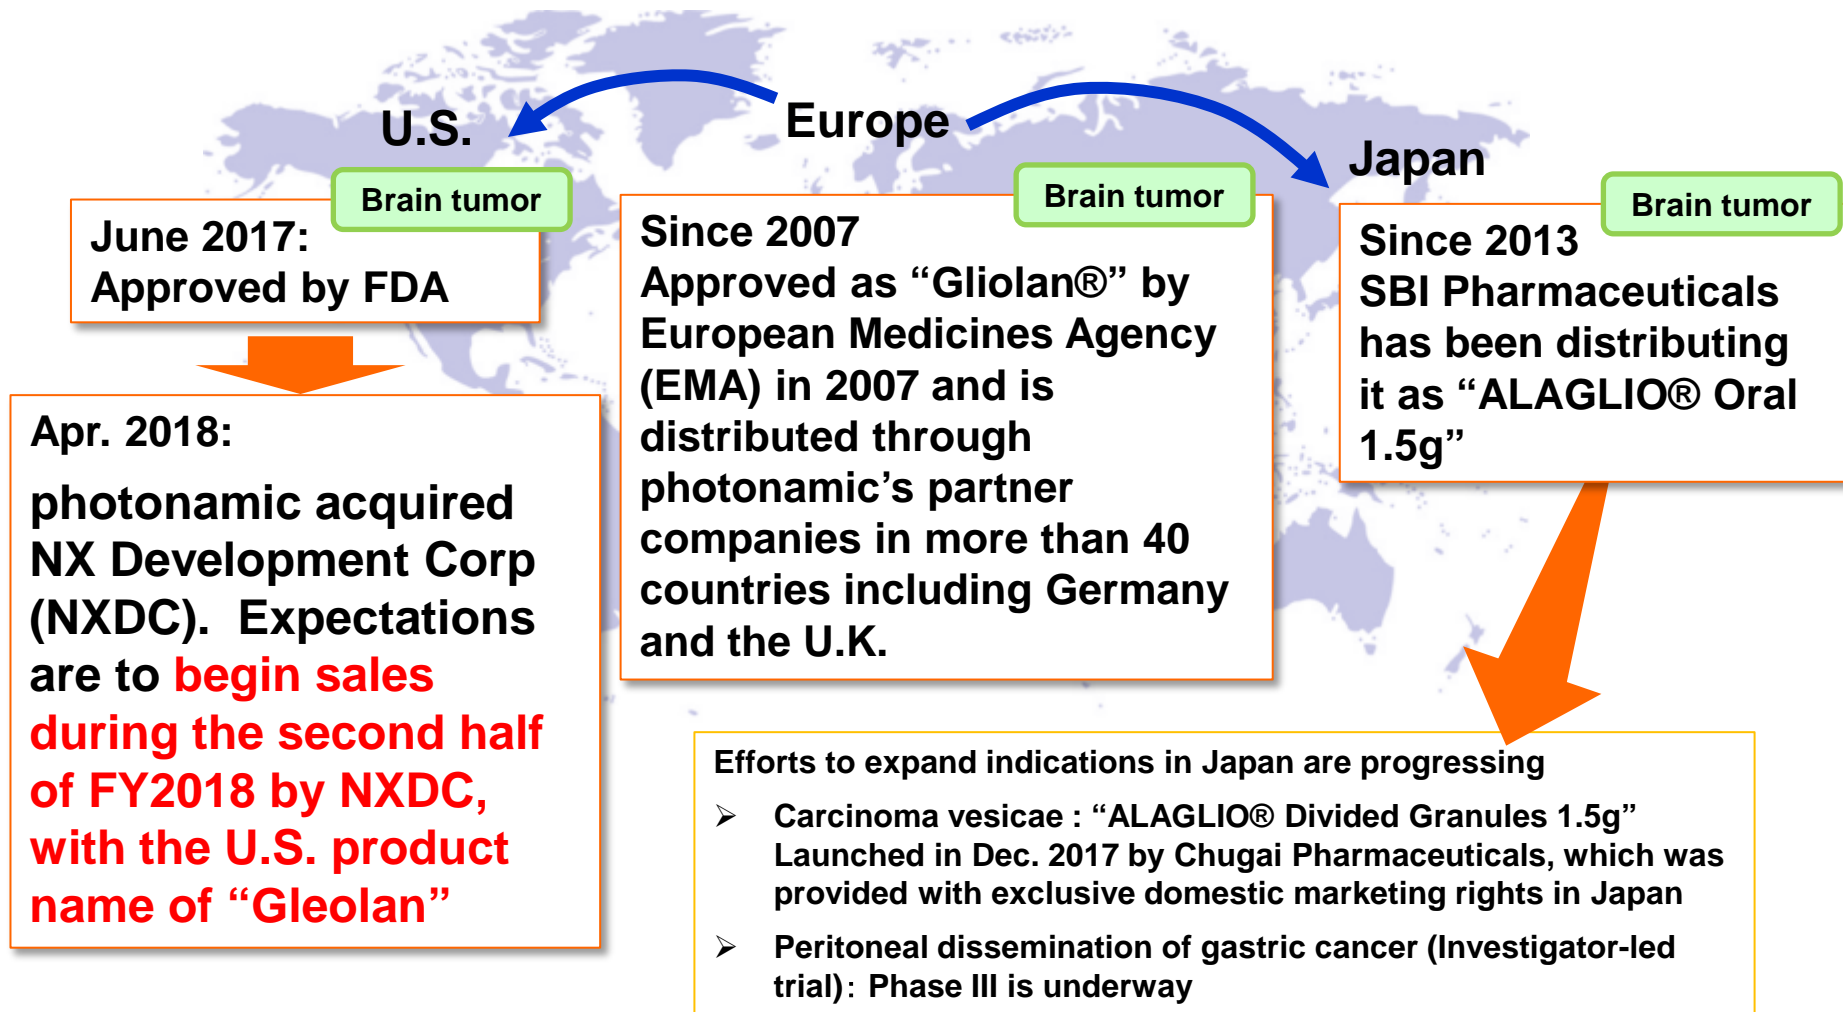 U.S.
Europe
Japan
Brain tumor
June 2017:
Approved by FDA
Apr. 2018:
photonamic acquired
NX Development Corp
(NXDC).  Expectations
are to begin sales
during the second half
of FY2018 by NXDC,
with the U.S. product
name of “Gleolan”
Brain tumor
Since 2007
Approved as “Gliolan®” by
European Medicines Agency
(EMA) in 2007 and is
distributed through
photonamic’s partner
companies in more than 40
countries including Germany
and the U.K.
Brain tumor
Since 2013
SBI Pharmaceuticals
has been distributing
it as “ALAGLIO® Oral
1.5g”
Efforts to expand indications in Japan are progressing
➢ Carcinoma vesicae : “ALAGLIO® Divided Granules 1.5g”
Launched in Dec. 2017 by Chugai Pharmaceuticals, which was
provided with exclusive domestic marketing rights in Japan
➢ Peritoneal dissemination of gastric cancer (Investigator-led
trial)：Phase III is underway